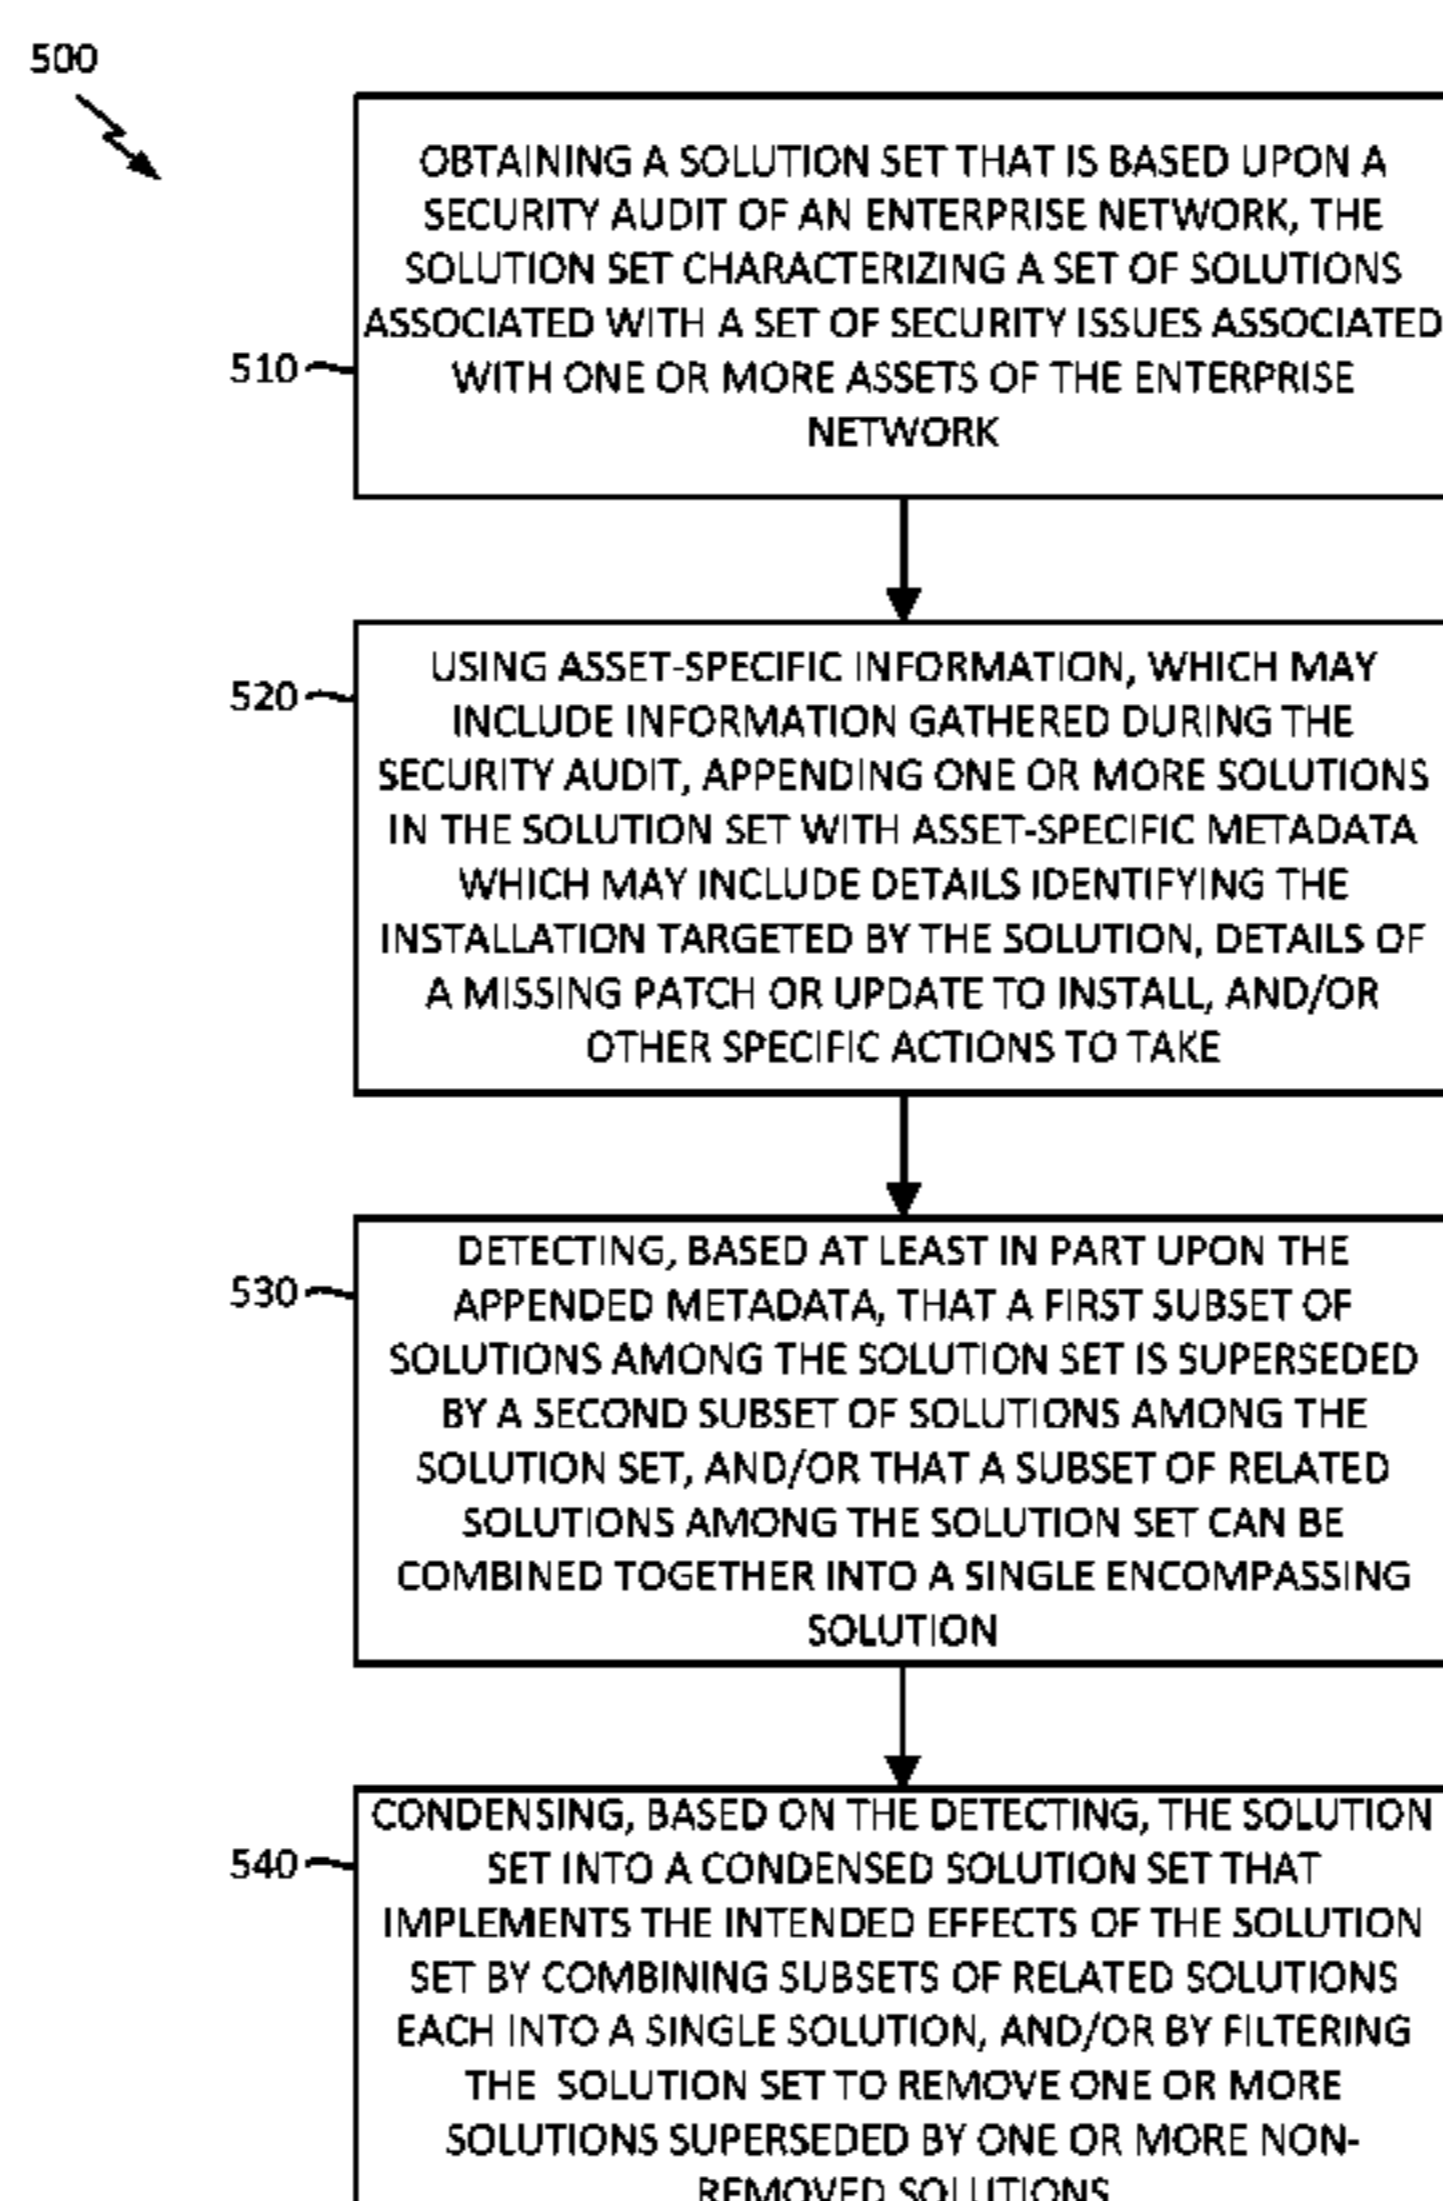 500
OBTAINING A SOLUTION SET THAT IS BASED UPON A
SECURITY AUDIT OF AN ENTERPRISE NETWORK, THE
SOLUTION SET CHARACTERIZING A SET OF SOLUTIONS
ASSOCIATED WITH A SET OF SECURITY ISSUES ASSOCIATED
510
WITH ONE OR MORE ASSETS OF THE ENTERPRISE
NETWORK
USING ASSET-SPECIFIC INFORMATION, WHICH MAY
520
INCLUDE INFORMATION GATHERED DURING THE
SECURITY AUDIT, APPENDING ONE OR MORE SOLUTIONS
IN THE SOLUTION SET WITH ASSET-SPECIFIC METADATA
WHICH MAY INCLUDE DETAILS IDENTIFYING THE
INSTALLATION TARGETED BY THE SOLUTION, DETAILS OF
A MISSING PATCH OR UPDATE TO INSTALL, AND/OR
OTHER SPECIFIC ACTIONS TO TAKE
DETECTING, BASED AT LEAST IN PART UPON THE
530
APPENDED METADATA, THAT A FIRST SUBSET OF
SOLUTIONS AMONG THE SOLUTION SET IS SUPERSEDED
BY A SECOND SUBSET OF SOLUTIONS AMONG THE
SOLUTION SET, AND/OR THAT A SUBSET OF RELATED
SOLUTIONS AMONG THE SOLUTION SET CAN BE
COMBINED TOGETHER INTO A SINGLE ENCOMPASSING
SOLUTION
CONDENSING, BASED ON THE DETECTING, THE SOLUTION
540
SET INTO A CONDENSED SOLUTION SET THAT
IMPLEMENTS THE INTENDED EFFECTS OF THE SOLUTION
SET BY COMBINING SUBSETS OF RELATED SOLUTIONS
EACH INTO A SINGLE SOLUTION, AND/OR BY FILTERING
THE SOLUTION SET TO REMOVE ONE OR MORE
SOLUTIONS SUPERSEDED BY ONE OR MORE NON-
REMOVED SOLUTIONS